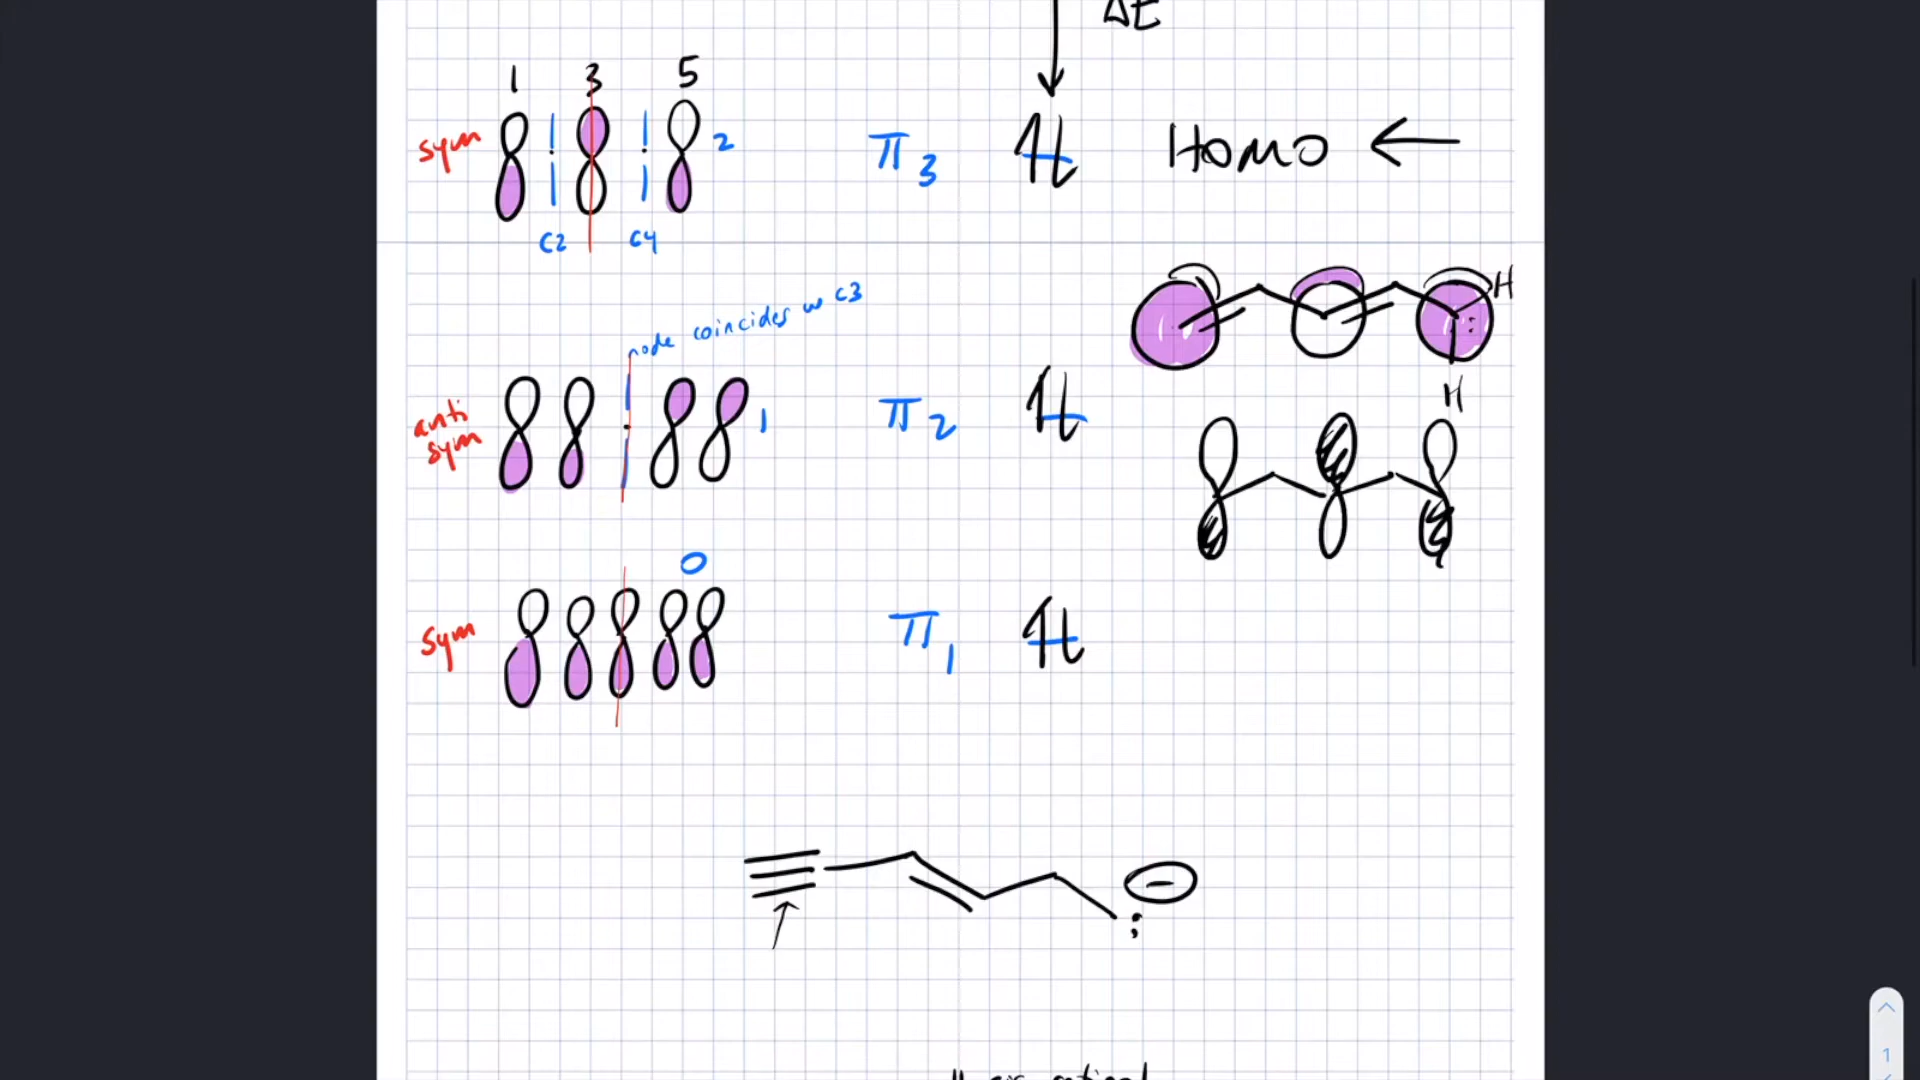 ΔE
1 3 5
sym 2 π3 HOMO ←
C2 C4
node coincides w C3
H
anti
sym 1 π2
H
0
sym π1